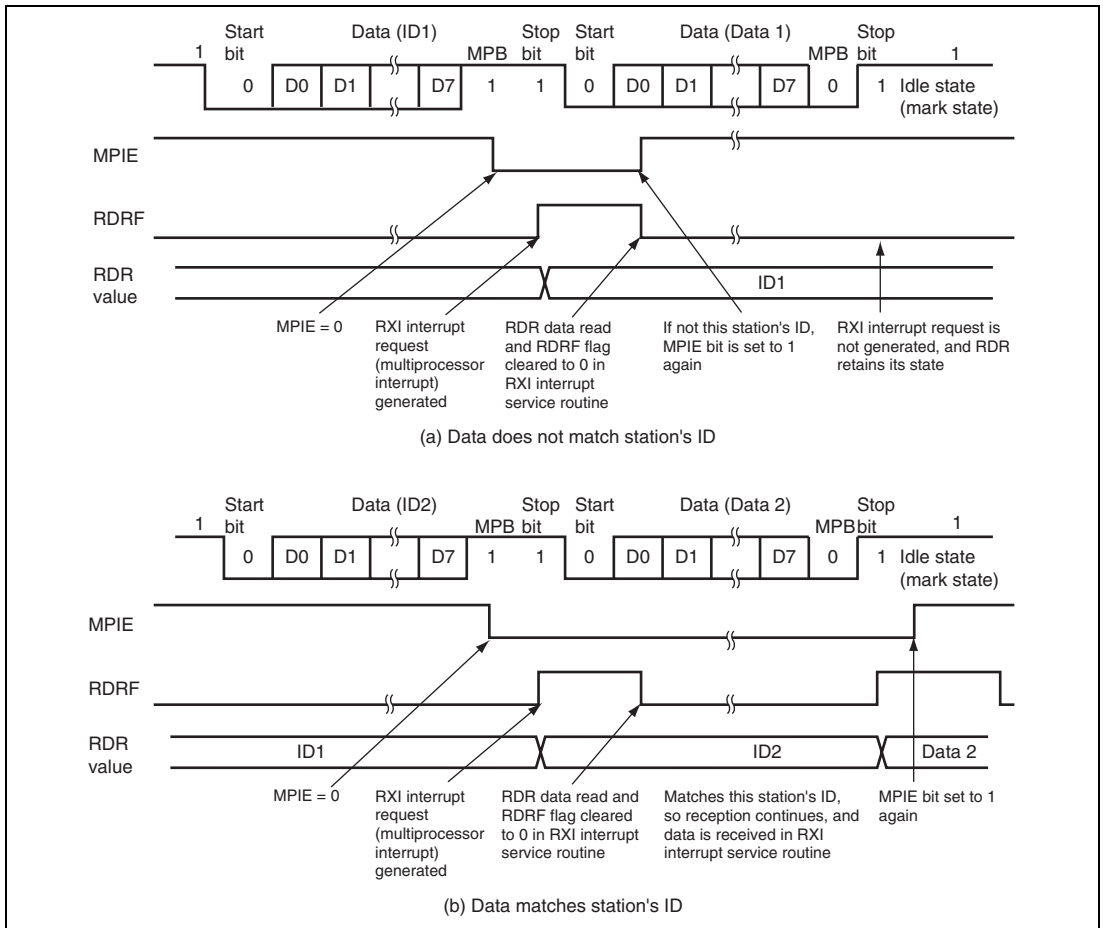 Start Data (ID1) Stop Start Data (Data 1) Stop
1 bit MPB bit bit MPB bit 1
0 D0 D1 D7 1 1 0 D0 D1 D7 0 1 Idle state
(mark state)
MPIE
RDRF
RDR
value
ID1
MPIE = 0
RXI interrupt
request
(multiprocessor
interrupt)
generated
RDR data read
and RDRF flag
cleared to 0 in
RXI interrupt
service routine
If not this station's ID,
MPIE bit is set to 1
again
RXI interrupt request is
not generated, and RDR
retains its state
(a) Data does not match station's ID
Start Data (ID2) Stop Start Data (Data 2) Stop
1 bit MPB bit bit MPB bit 1
0 D0 D1 D7 1 1 0 D0 D1 D7 0 1 Idle state
(mark state)
MPIE
RDRF
RDR
value
ID1 ID2 Data 2
MPIE = 0
RXI interrupt
request
(multiprocessor
interrupt)
generated
RDR data read and
RDRF flag cleared
to 0 in RXI interrupt
service routine
Matches this station's ID,
so reception continues, and
data is received in RXI
interrupt service routine
MPIE bit set to 1
again
(b) Data matches station's ID